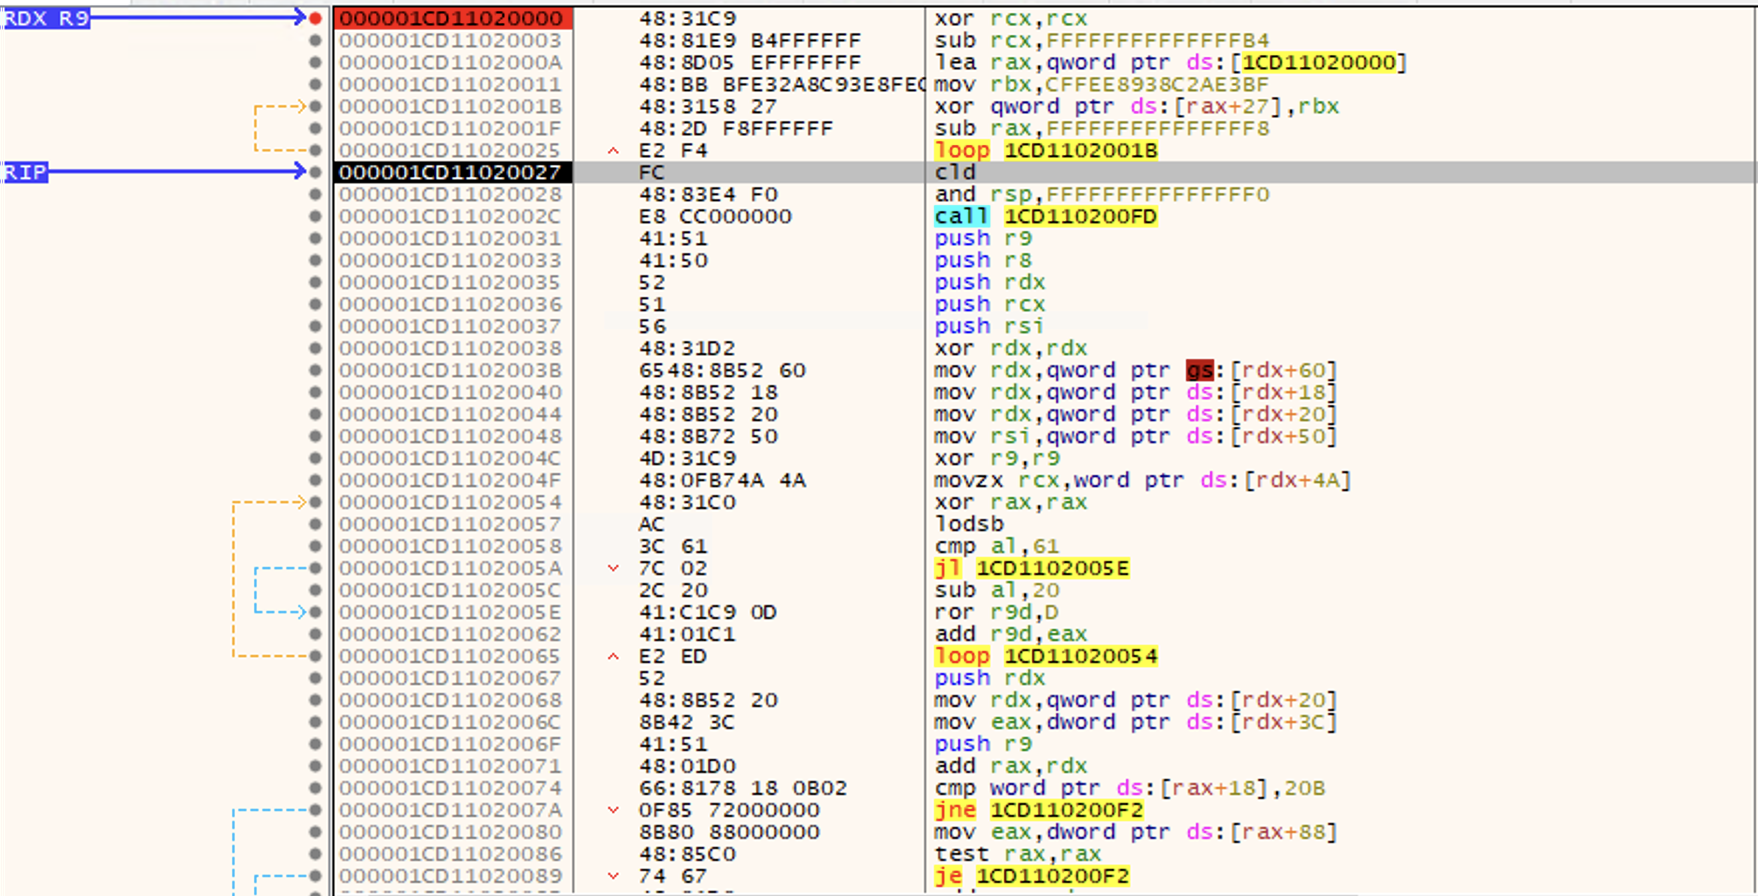 RDX R9 000001CD11020000 48:31C9 xor rcx,rcx
000001CD11020003 48:81E9 B4FFFFFF sub rcx,FFFFFFFFFFFFFFB4
000001CD1102000A 48:8D05 EFFFFFFF lea rax,qword ptr ds:[1CD11020000]
000001CD11020011 48:BB BFE32A8C93E8FEC mov rbx,CFFEE8938C2AE3BF
000001CD1102001B 48:3158 27 xor qword ptr ds:[rax+27],rbx
000001CD1102001F 48:2D F8FFFFFF sub rax,FFFFFFFFFFFFFFF8
000001CD11020025 E2 F4 loop 1CD1102001B
RIP 000001CD11020027 FC cld
000001CD11020028 48:83E4 F0 and rsp,FFFFFFFFFFFFFFF0
000001CD1102002C E8 CC000000 call 1CD110200FD
000001CD11020031 41:51 push r9
000001CD11020033 41:50 push r8
000001CD11020035 52 push rdx
000001CD11020036 51 push rcx
000001CD11020037 56 push rsi
000001CD11020038 48:31D2 xor rdx,rdx
000001CD1102003B 6548:8B52 60 mov rdx,qword ptr gs:[rdx+60]
000001CD11020040 48:8B52 18 mov rdx,qword ptr ds:[rdx+18]
000001CD11020044 48:8B52 20 mov rdx,qword ptr ds:[rdx+20]
000001CD11020048 48:8B72 50 mov rsi,qword ptr ds:[rdx+50]
000001CD1102004C 4D:31C9 xor r9,r9
000001CD1102004F 48:0FB74A 4A movzx rcx,word ptr ds:[rdx+4A]
000001CD11020054 48:31C0 xor rax,rax
000001CD11020057 AC lodsb
000001CD11020058 3C 61 cmp al,61
000001CD1102005A 7C 02 jl 1CD1102005E
000001CD1102005C 2C 20 sub al,20
000001CD1102005E 41:C1C9 0D ror r9d,D
000001CD11020062 41:01C1 add r9d,eax
000001CD11020065 E2 ED loop 1CD11020054
000001CD11020067 52 push rdx
000001CD11020068 48:8B52 20 mov rdx,qword ptr ds:[rdx+20]
000001CD1102006C 8B42 3C mov eax,dword ptr ds:[rdx+3C]
000001CD1102006F 41:51 push r9
000001CD11020071 48:01D0 add rax,rdx
000001CD11020074 66:8178 18 0B02 cmp word ptr ds:[rax+18],20B
000001CD1102007A 0F85 72000000 jne 1CD110200F2
000001CD11020080 8B80 88000000 mov eax,dword ptr ds:[rax+88]
000001CD11020086 48:85C0 test rax,rax
000001CD11020089 74 67 je 1CD110200F2